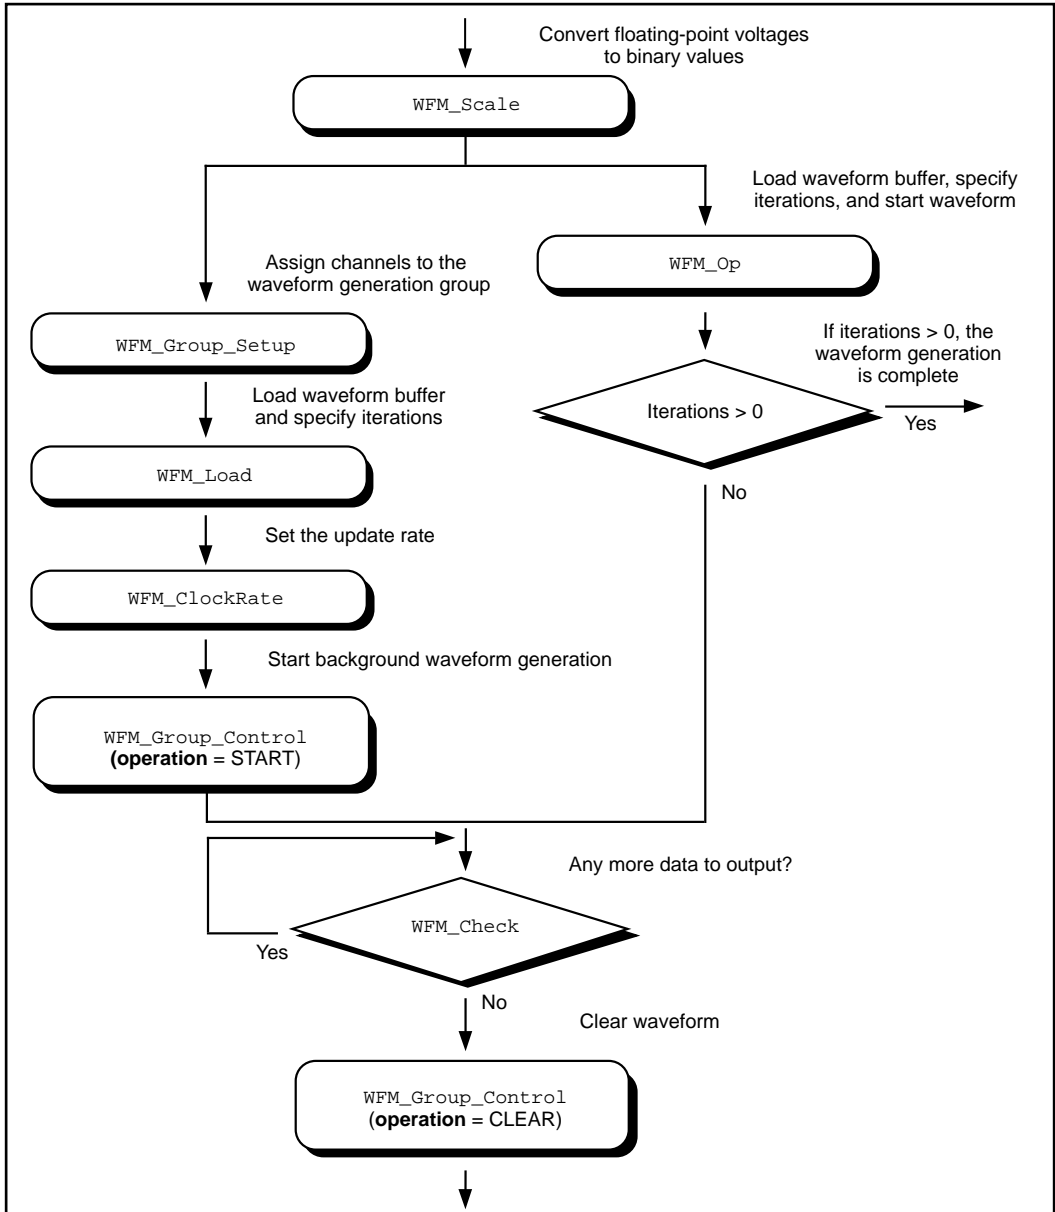 Convert floating-point voltages
to binary values
WFM_Scale
Load waveform buffer, specify
iterations, and start waveform
WFM_Op
Assign channels to the
waveform generation group
WFM_Group_Setup
If iterations > 0, the
waveform generation
is complete
Iterations > 0
Yes
No
Load waveform buffer
and specify iterations
WFM_Load
Set the update rate
WFM_ClockRate
Start background waveform generation
WFM_Group_Control
(operation = START)
Any more data to output?
WFM_Check
Yes
No
Clear waveform
WFM_Group_Control
(operation = CLEAR)